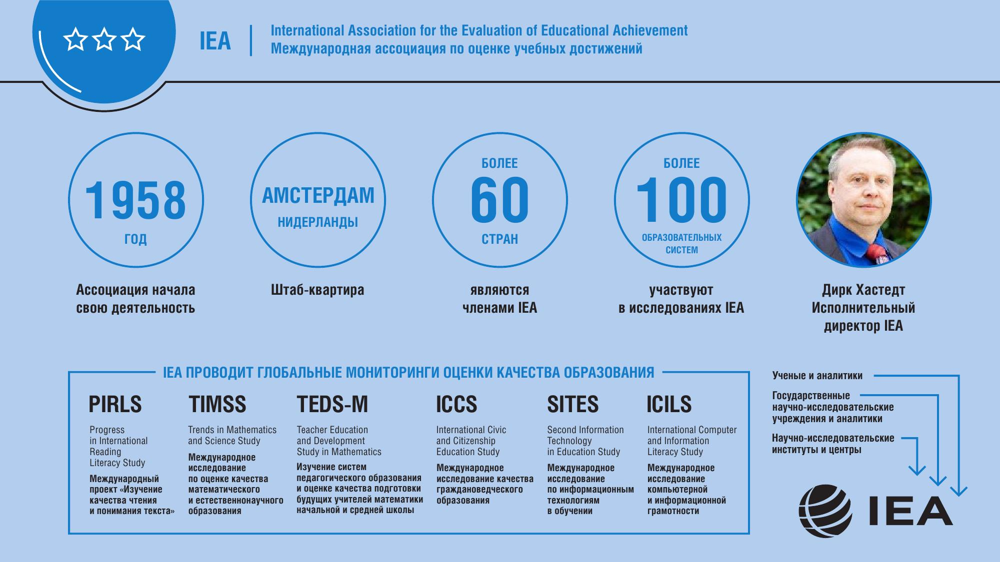 IEA
International Association for the Evaluation of Educational Achievement
Международная ассоциация по оценке учебных достижений
1958
ГОД
Ассоциация начала
свою деятельность
АМСТЕРДАМ
НИДЕРЛАНДЫ
Штаб-квартира
БОЛЕЕ
60
СТРАН
являются
членами IEA
БОЛЕЕ
100
ОБРАЗОВАТЕЛЬНЫХ
СИСТЕМ
участвуют
в исследованиях IEA
Дирк Хастедт
Исполнительный
директор IEA
IEA ПРОВОДИТ ГЛОБАЛЬНЫЕ МОНИТОРИНГИ ОЦЕНКИ КАЧЕСТВА ОБРАЗОВАНИЯ
PIRLS
Progress
in International
Reading
Literacy Study
Международный
проект «Изучение
качества чтения
и понимания текста»
TIMSS
Trends in Mathematics
and Science Study
Международное
исследование
по оценке качества
математического
и естественнонаучного
образования
TEDS-M
Teacher Education
and Development
Study in Mathematics
Изучение систем
педагогического образования
и оценке качества подготовки
будущих учителей математики
начальной и средней школы
ICCS
International Civic
and Citizenship
Education Study
Международное
исследование качества
граждановедческого
образования
SITES
Second Information
Technology
in Education Study
Международное
исследование
по информационным
технологиям
в обучении
ICILS
International Computer
and Information
Literacy Study
Международное
исследование
компьютерной
и информационной
грамотности
Ученые и аналитики
Государственные
научно-исследовательские
учреждения и аналитики
Научно-исследовательские
институты и центры
IEA